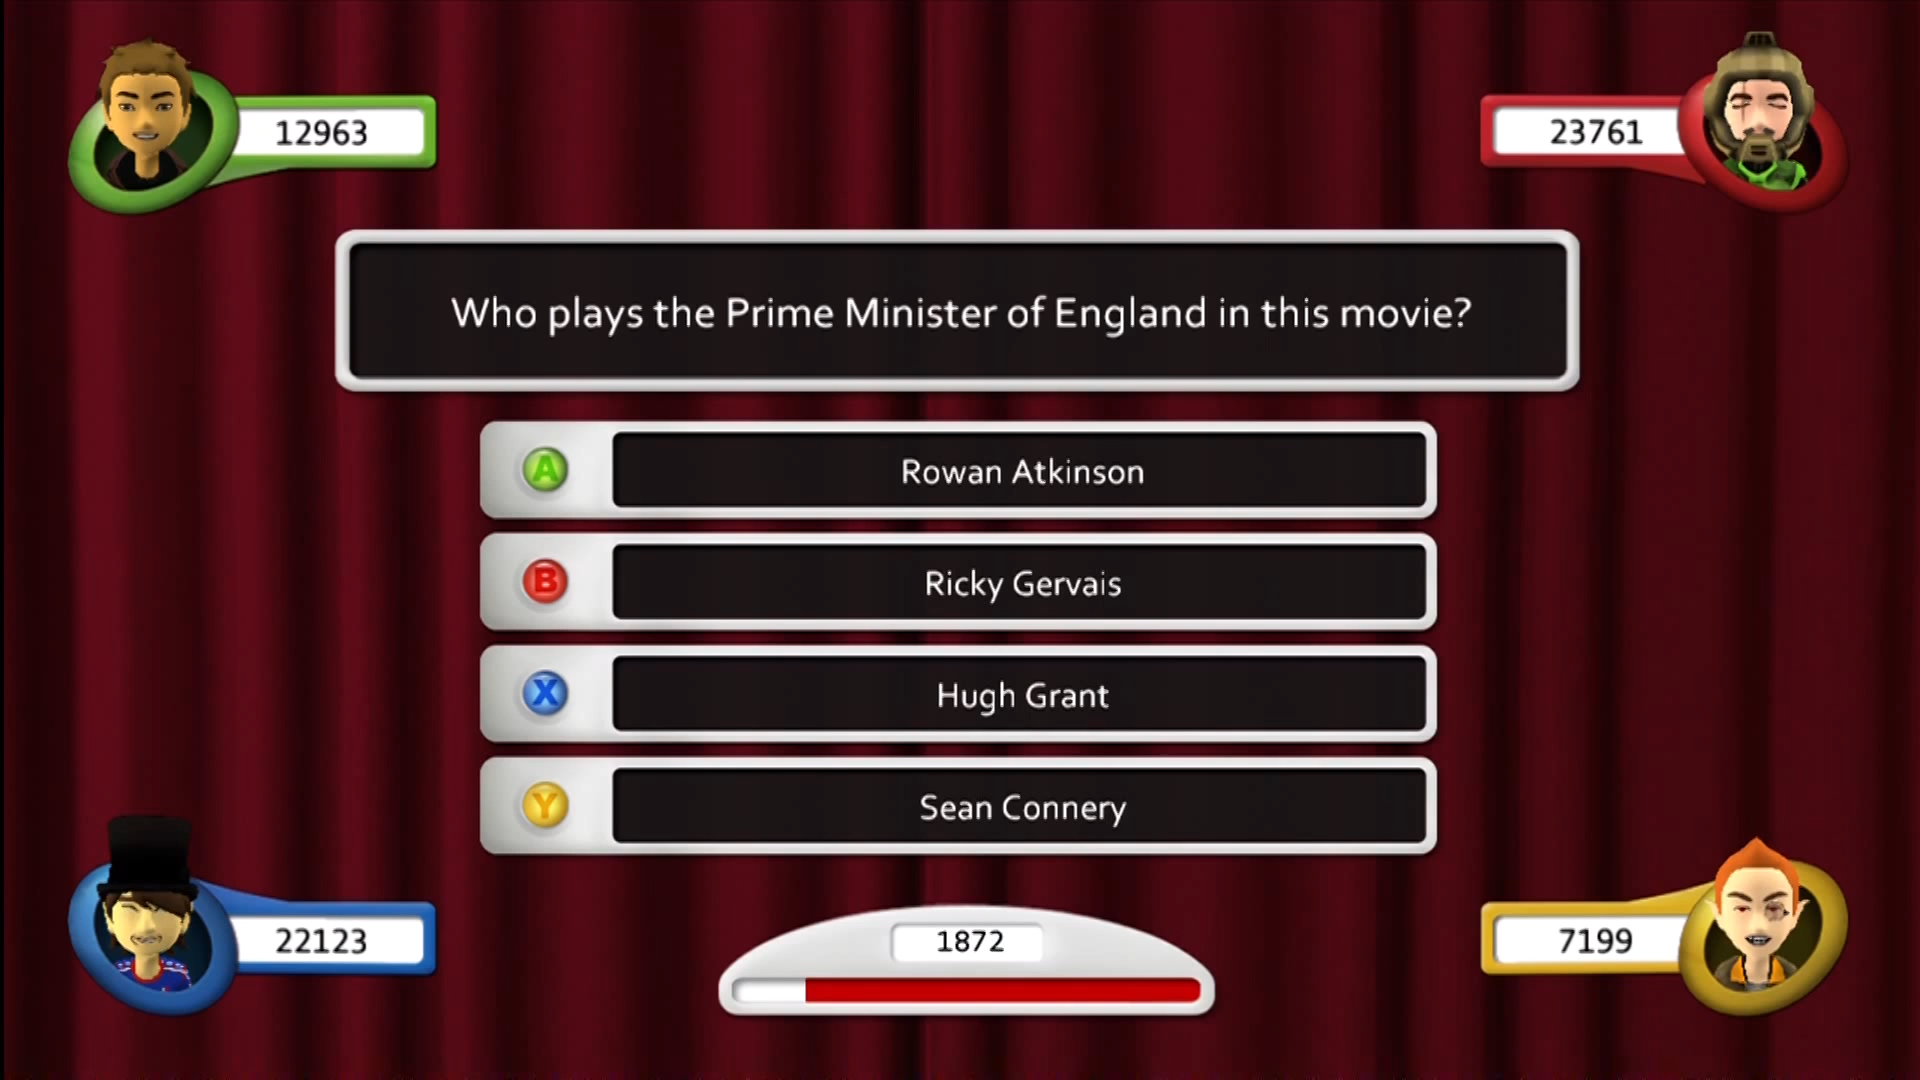 12963
23761
Who plays the Prime Minister of England in this movie?
A Rowan Atkinson
B Ricky Gervais
X Hugh Grant
Y Sean Connery
22123
1872
7199